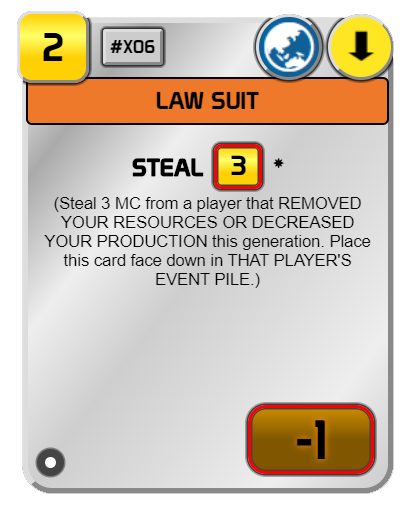 2 #X06
LAW SUIT
STEAL 3 *
(Steal 3 MC from a player that REMOVED
YOUR RESOURCES OR DECREASED
YOUR PRODUCTION this generation. Place
this card face down in THAT PLAYER'S
EVENT PILE.)
-1